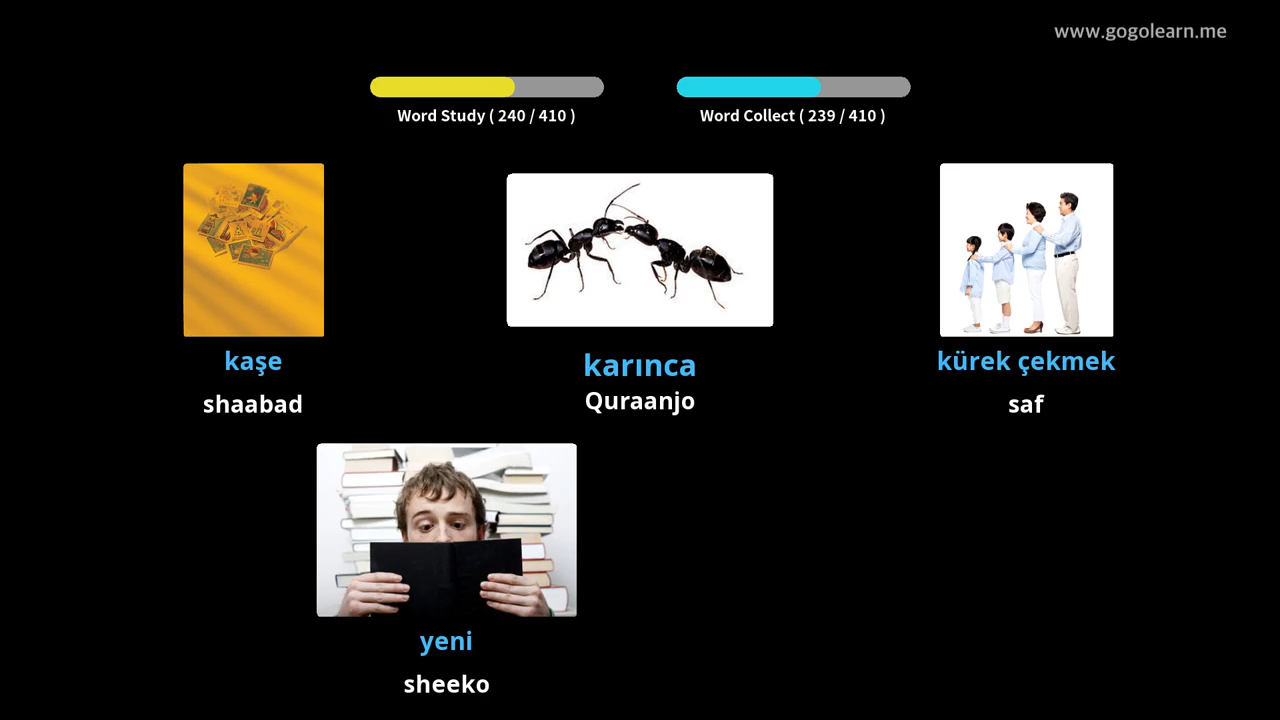 www.gogolearn.me
Word Study ( 240 / 410 )
Word Collect ( 239 / 410 )
kaşe
shaabad
karınca
Quraanjo
kürek çekmek
saf
yeni
sheeko